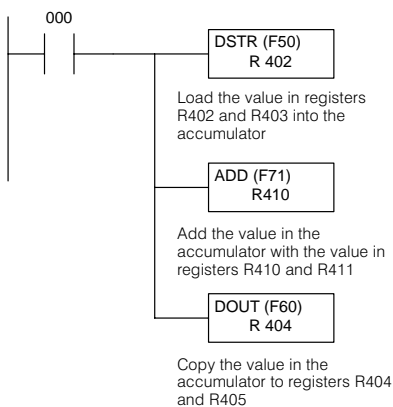 000
DSTR (F50)
R 402
Load the value in registers
R402 and R403 into the
accumulator
ADD (F71)
R410
Add the value in the
accumulator with the value in
registers R410 and R411
DOUT (F60)
R 404
Copy the value in the
accumulator to registers R404
and R405